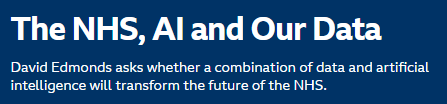 The NHS, AI and Our Data
David Edmonds asks whether a combination of data and artificial
intelligence will transform the future of the NHS.